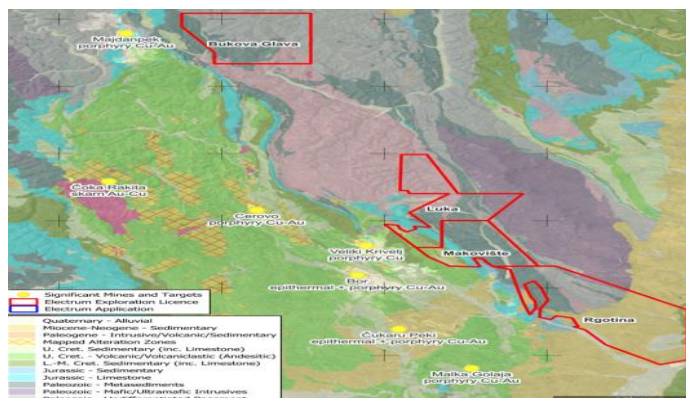 Majdanpek
porphyry Cu-Au
Bukova Glava
Čoka Rakita
skarn Au-Cu
Cerovo
porphyry Cu-Au
Luka
Veliki Krivelj
porphyry Cu
Makovište
Bor
epithermal + porphyry Cu-Au
Rgotina
Čukaru Peki
epithermal + porphyry Cu-Au
Malka Golaja
porphyry Cu-Au
Significant Mines and Targets
Electrum Exploration Licence
Electrum Application
Quaternary - Alluvial
Miocene-Neogene - Sedimentary
Paleogene - Intrusive/Volcanic/Sedimentary
Mapped Alteration Zones
U. Cret. Sedimentary (inc. Limestone)
U. Cret. - Volcanic/Volcaniclastic (Andesitic)
L.-M. Cret. Sedimentary (inc. Limestone)
Jurassic - Sedimentary
Jurassic - Limestone
Paleozoic - Metasediments
Paleozoic - Mafic/Ultramafic Intrusives